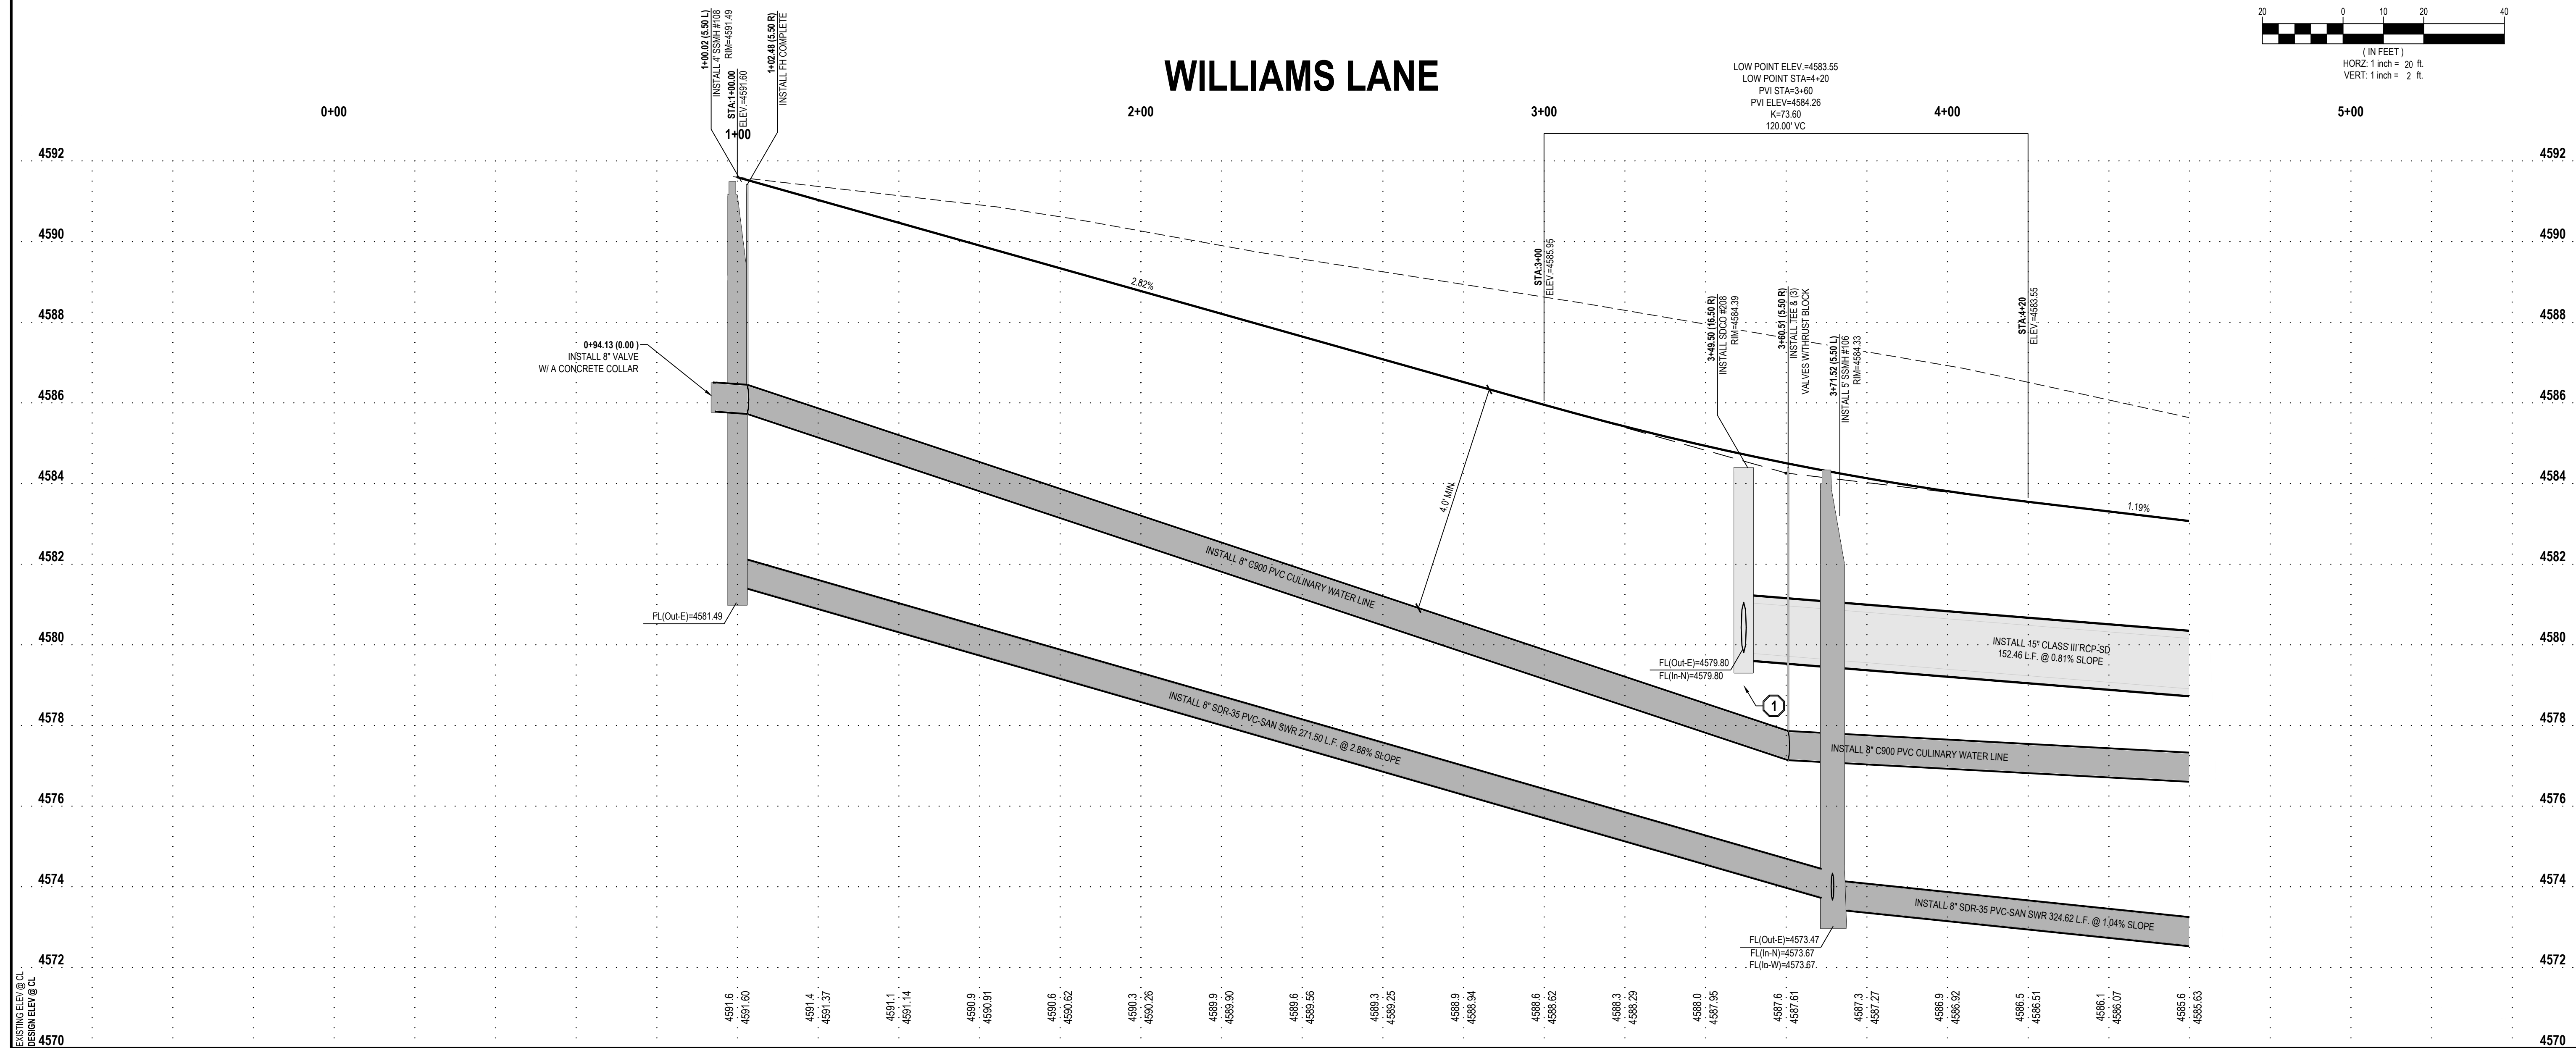 WILLIAMS LANE
20 0 10 20 40
( IN FEET )
HORZ: 1 inch = 20 ft.
VERT: 1 inch = 2 ft.
0+00
1+00
2+00
3+00
4+00
5+00
1+00.02 (5.50 L)
INSTALL 4' SSMH #108
RIM=4591.49
STA:1+00.00
ELEV.=4591.60
1+02.48 (5.50 R)
INSTALL FH COMPLETE
LOW POINT ELEV.=4583.55
LOW POINT STA=4+20
PVI STA=3+60
PVI ELEV=4584.26
K=73.60
120.00' VC
4592
4592
4590
4590
4588
4588
4586
4586
4584
4584
4582
4582
4580
4580
4578
4578
4576
4576
4574
4574
4572
4572
4570
4570
2.82%
STA:3+00
ELEV.=4585.95
3+49.50 (16.50 R)
INSTALL SDCO #208
RIM=4584.39
3+60.51 (5.50 R)
INSTALL TEE & (3)
VALVES W/THRUST BLOCK
3+71.52 (5.50 L)
INSTALL 5' SSMH #106
RIM=4584.33
STA:4+20
ELEV.=4583.55
0+94.13 (0.00 )
INSTALL 8" VALVE
W/ A CONCRETE COLLAR
4.0' MIN.
1.19%
INSTALL 8" C900 PVC CULINARY WATER LINE
FL(Out-E)=4581.49
INSTALL 15" CLASS III RCP-SD
152.46 L.F. @ 0.81% SLOPE
FL(Out-E)=4579.80
FL(In-N)=4579.80
1
INSTALL 8" SDR-35 PVC-SAN SWR 271.50 L.F. @ 2.88% SLOPE
INSTALL 8" C900 PVC CULINARY WATER LINE
INSTALL 8" SDR-35 PVC-SAN SWR 324.62 L.F. @ 1.04% SLOPE
FL(Out-E)=4573.47
FL(In-N)=4573.67
FL(In-W)=4573.67
EXISTING ELEV @ CL
DESIGN ELEV @ CL
4591.6
4591.60
4591.4
4591.37
4591.1
4591.14
4590.9
4590.91
4590.6
4590.62
4590.3
4590.26
4589.9
4589.90
4589.6
4589.56
4589.3
4589.25
4588.9
4588.94
4588.6
4588.62
4588.3
4588.29
4588.0
4587.95
4587.6
4587.61
4587.3
4587.27
4586.9
4586.92
4586.5
4586.51
4586.1
4586.07
4585.6
4585.63